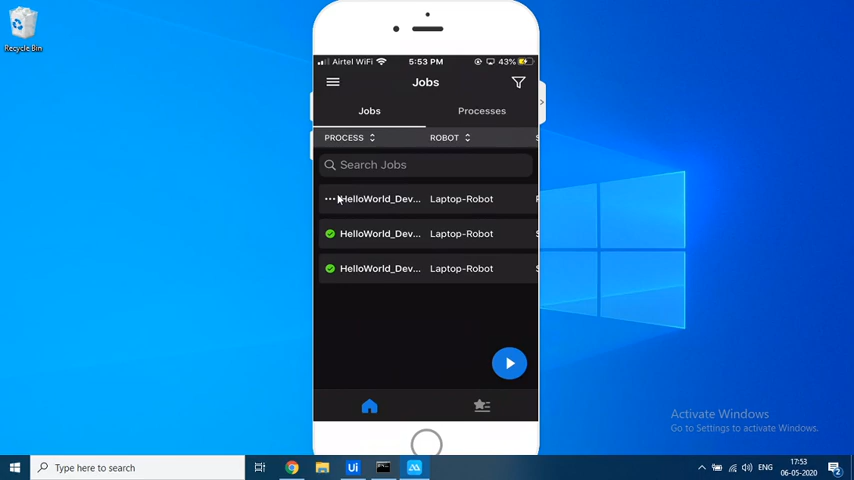 Recycle Bin
Airtel WiFi 5:53 PM 43%
Jobs
Jobs Processes
PROCESS ROBOT
Search Jobs
HelloWorld_Dev... Laptop-Robot
HelloWorld_Dev... Laptop-Robot
HelloWorld_Dev... Laptop-Robot
Activate Windows
Go to Settings to activate Windows.
Type here to search
Ui
ENG
17:53
06-05-2020
2